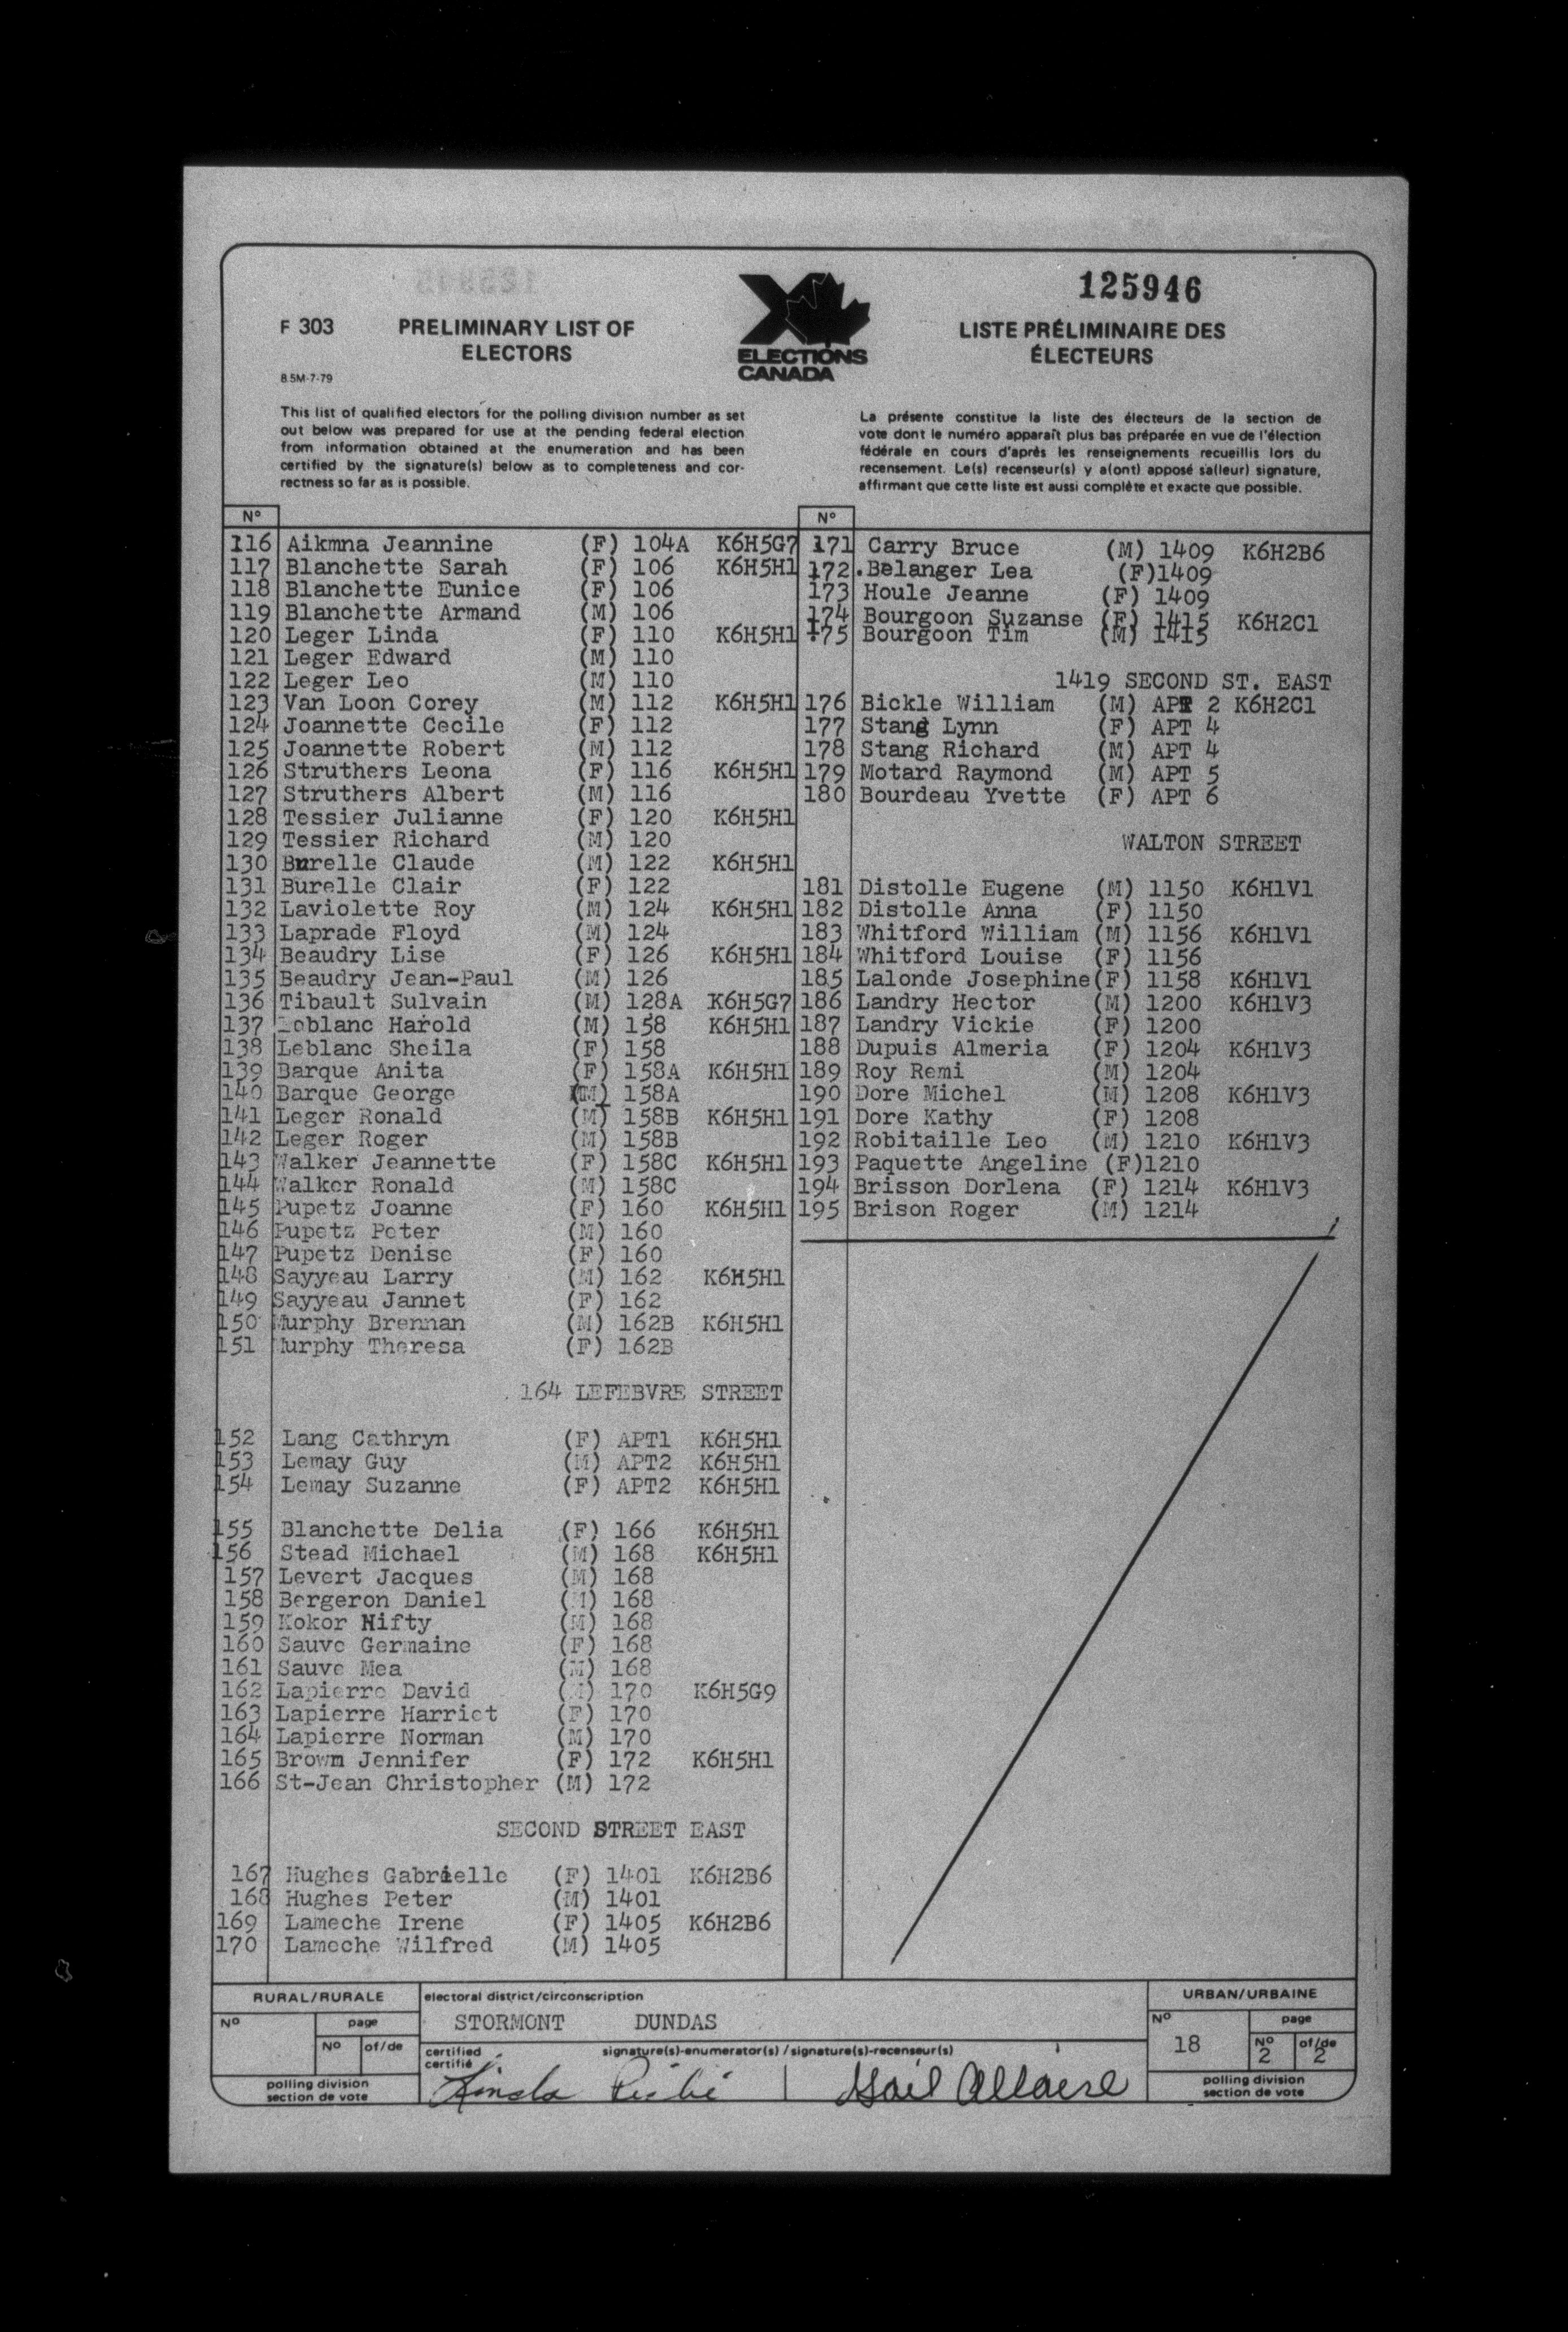 125946
F 303
PRELIMINARY LIST OF
ELECTORS
8.5M-7-79
ELECTIONS
CANADA
LISTE PRÉLIMINAIRE DES
ÉLECTEURS
This list of qualified electors for the polling division number as set
out below was prepared for use at the pending federal election
from information obtained at the enumeration and has been
certified by the signature(s) below as to completeness and cor-
rectness so far as is possible.
La présente constitue la liste des électeurs de la section de
vote dont le numéro apparaît plus bas préparée en vue de l'élection
fédérale en cours d'après les renseignements recueillis lors du
recensement. Le(s) recenseur(s) y a(ont) apposé sa(leur) signature,
affirmant que cette liste est aussi complète et exacte que possible.
Nº
116 Aikmna Jeannine (F) 104A K6H5G7
117 Blanchette Sarah (F) 106 K6H5H1
118 Blanchette Eunice (F) 106
119 Blanchette Armand (M) 106
120 Leger Linda (F) 110 K6H5H1
121 Leger Edward (M) 110
122 Leger Leo (M) 110
123 Van Loon Corey (M) 112 K6H5H1
124 Joannette Cecile (F) 112
125 Joannette Robert (M) 112
126 Struthers Leona (F) 116 K6H5H1
127 Struthers Albert (M) 116
128 Tessier Julianne (F) 120 K6H5H1
129 Tessier Richard (M) 120
130 Burelle Claude (M) 122 K6H5H1
131 Burelle Clair (F) 122
132 Laviolette Roy (M) 124 K6H5H1
133 Laprade Floyd (M) 124
134 Beaudry Lise (F) 126 K6H5H1
135 Beaudry Jean-Paul (M) 126
136 Tibault Sulvain (M) 128A K6H5G7
137 Leblanc Harold (M) 158 K6H5H1
138 Leblanc Sheila (F) 158
139 Barque Anita (F) 158A K6H5H1
140 Barque George (M) 158A
141 Leger Ronald (M) 158B K6H5H1
142 Leger Roger (M) 158B
143 Walker Jeannette (F) 158C K6H5H1
144 Walker Ronald (M) 158C
145 Pupetz Joanne (F) 160 K6H5H1
146 Pupetz Peter (M) 160
147 Pupetz Denise (F) 160
148 Sayyeau Larry (M) 162 K6H5H1
149 Sayyeau Jannet (F) 162
150 Murphy Brennan (M) 162B K6H5H1
151 Murphy Theresa (F) 162B
164 LEFEBVRE STREET
152 Lang Cathryn (F) APT1 K6H5H1
153 Lemay Guy (M) APT2 K6H5H1
154 Lemay Suzanne (F) APT2 K6H5H1
155 Blanchette Delia (F) 166 K6H5H1
156 Stead Michael (M) 168 K6H5H1
157 Levert Jacques (M) 168
158 Bergeron Daniel (M) 168
159 Kokor Nifty (M) 168
160 Sauve Germaine (F) 168
161 Sauve Mea (M) 168
162 Lapierre David (M) 170 K6H5G9
163 Lapierre Harriet (F) 170
164 Lapierre Norman (M) 170
165 Brown Jennifer (F) 172 K6H5H1
166 St-Jean Christopher (M) 172
SECOND STREET EAST
167 Hughes Gabrielle (F) 1401 K6H2B6
168 Hughes Peter (M) 1401
169 Lameche Irene (F) 1405 K6H2B6
170 Lameche Wilfred (M) 1405
Nº
171 Carry Bruce (M) 1409 K6H2B6
172 Belanger Lea (F)1409
173 Houle Jeanne (F) 1409
174 Bourgoon Suzanse (F) 1415 K6H2C1
175 Bourgoon Tim (M) 1415
1419 SECOND ST. EAST
176 Bickle William (M) APT 2 K6H2C1
177 Stang Lynn (F) APT 4
178 Stang Richard (M) APT 4
179 Motard Raymond (M) APT 5
180 Bourdeau Yvette (F) APT 6
WALTON STREET
181 Distolle Eugene (M) 1150 K6H1V1
182 Distolle Anna (F) 1150
183 Whitford William (M) 1156 K6H1V1
184 Whitford Louise (F) 1156
185 Lalonde Josephine(F) 1158 K6H1V1
186 Landry Hector (M) 1200 K6H1V3
187 Landry Vickie (F) 1200
188 Dupuis Almeria (F) 1204 K6H1V3
189 Roy Remi (M) 1204
190 Dore Michel (M) 1208 K6H1V3
191 Dore Kathy (F) 1208
192 Robitaille Leo (M) 1210 K6H1V3
193 Paquette Angeline (F)1210
194 Brisson Dorlena (F) 1214 K6H1V3
195 Brison Roger (M) 1214
RURAL/RURALE
Nº
page
Nº of/de
polling division
section de vote
electoral district/circonscription
STORMONT DUNDAS
certified
certifié
signature(s)-enumerator(s) / signature(s)-recenseur(s)
Linda
Gail Allaire
URBAN/URBAINE
Nº 18
page
Nº 2 of/de 2
polling division
section de vote